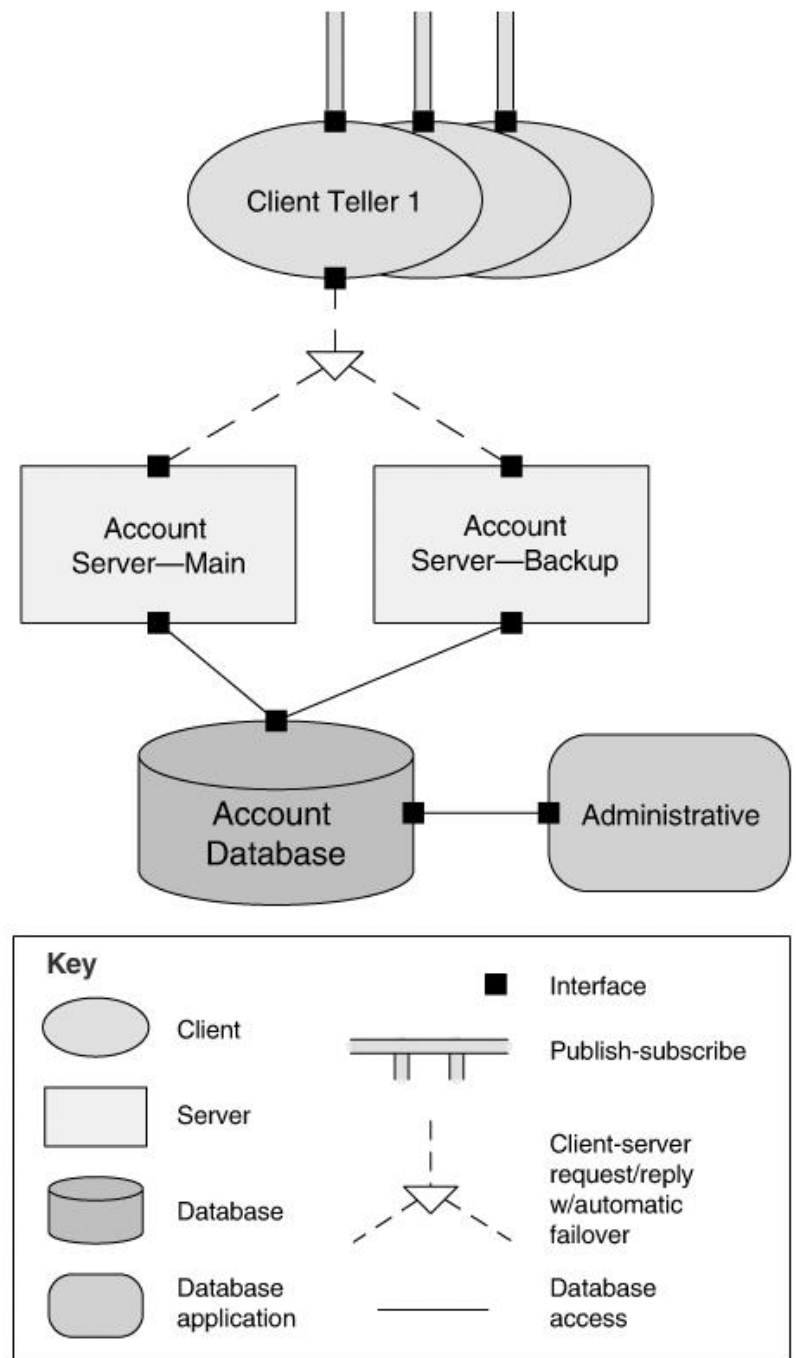 Client Teller 1
Account
Server—Main
Account
Server—Backup
Account
Database
Administrative
Key
Client
Server
Database
Database
application
Interface
Publish-subscribe
Client-server
request/reply
w/automatic
failover
Database
access